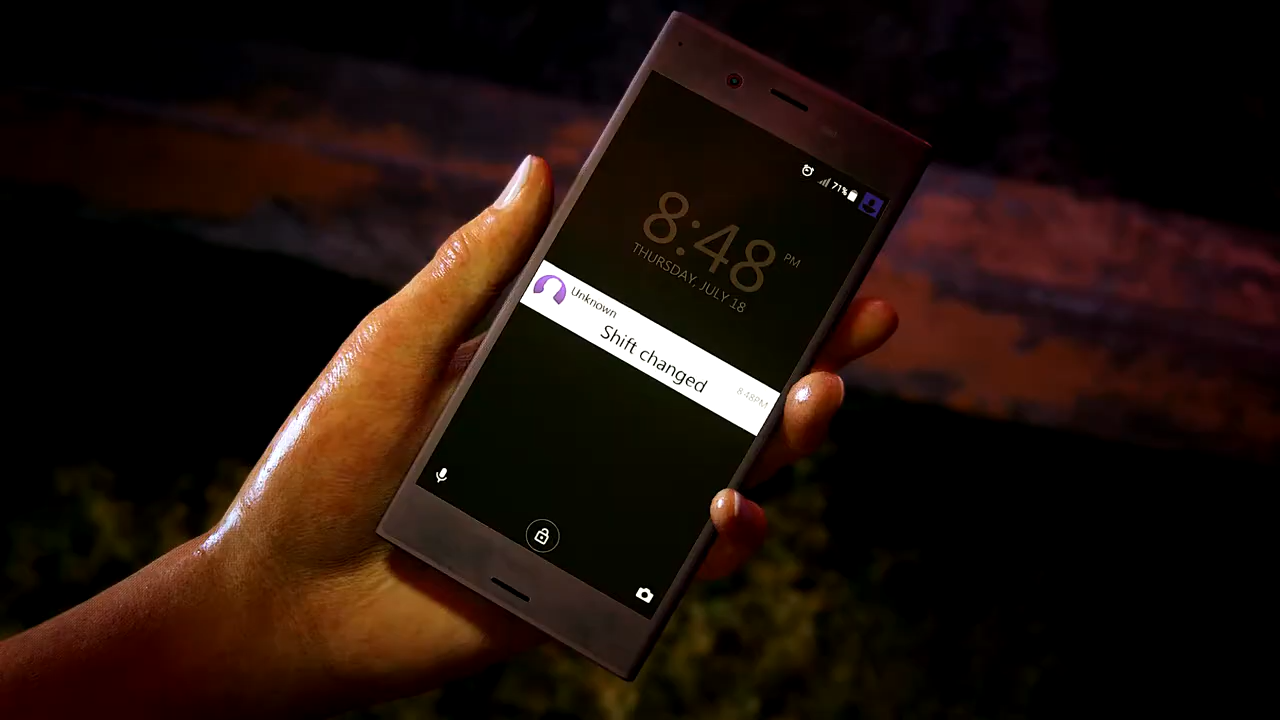 71%
8:48 PM
THURSDAY, JULY 18
Unknown
Shift changed
8:48PM